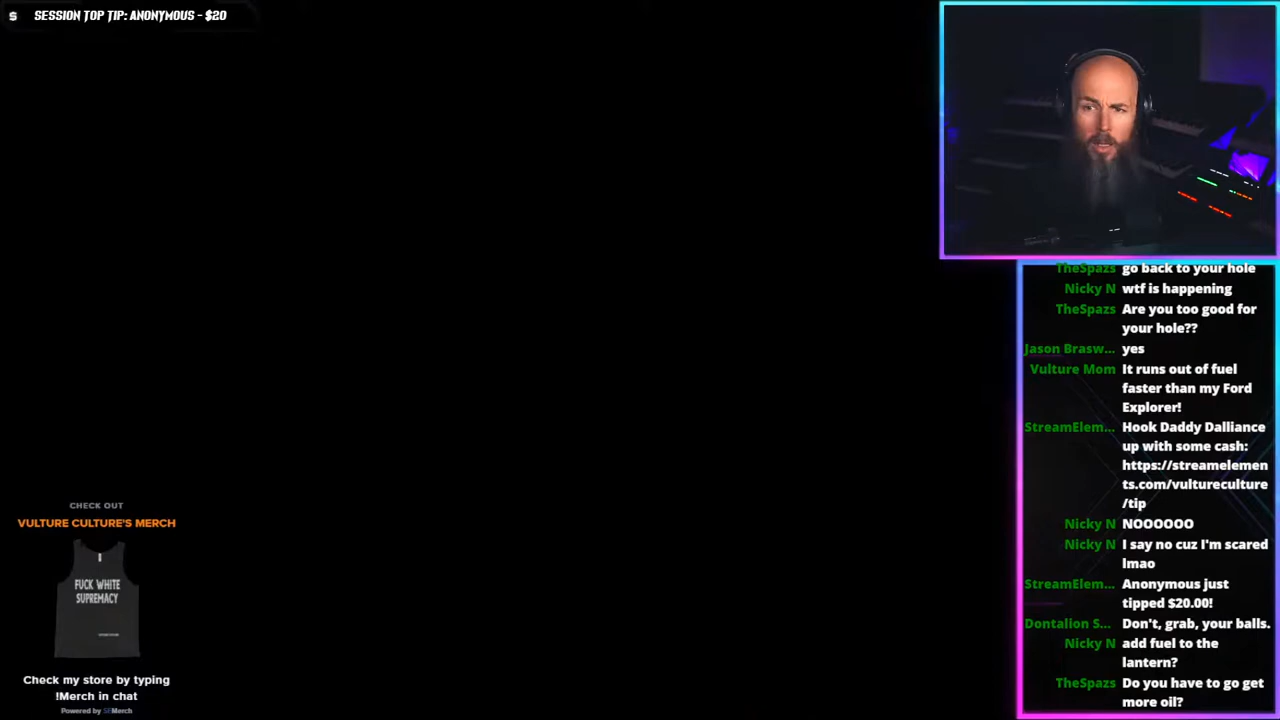 S SESSION TOP TIP: ANONYMOUS - $20
TheSpazs go back to your hole
Nicky N wtf is happening
TheSpazs Are you too good for
your hole??
Jason Brasw... yes
Vulture Mom It runs out of fuel
faster than my Ford
Explorer!
StreamElem... Hook Daddy Dalliance
up with some cash:
https://streamelemen
ts.com/vultureculture
/tip
Nicky N NOOOOOO
Nicky N I say no cuz I'm scared
lmao
StreamElem... Anonymous just
tipped $20.00!
Dontalion S... Don't, grab, your balls.
Nicky N add fuel to the
lantern?
TheSpazs Do you have to go get
more oil?
CHECK OUT
VULTURE CULTURE'S MERCH
FUCK WHITE
SUPREMACY
Check my store by typing
!Merch in chat
Powered by SEMerch